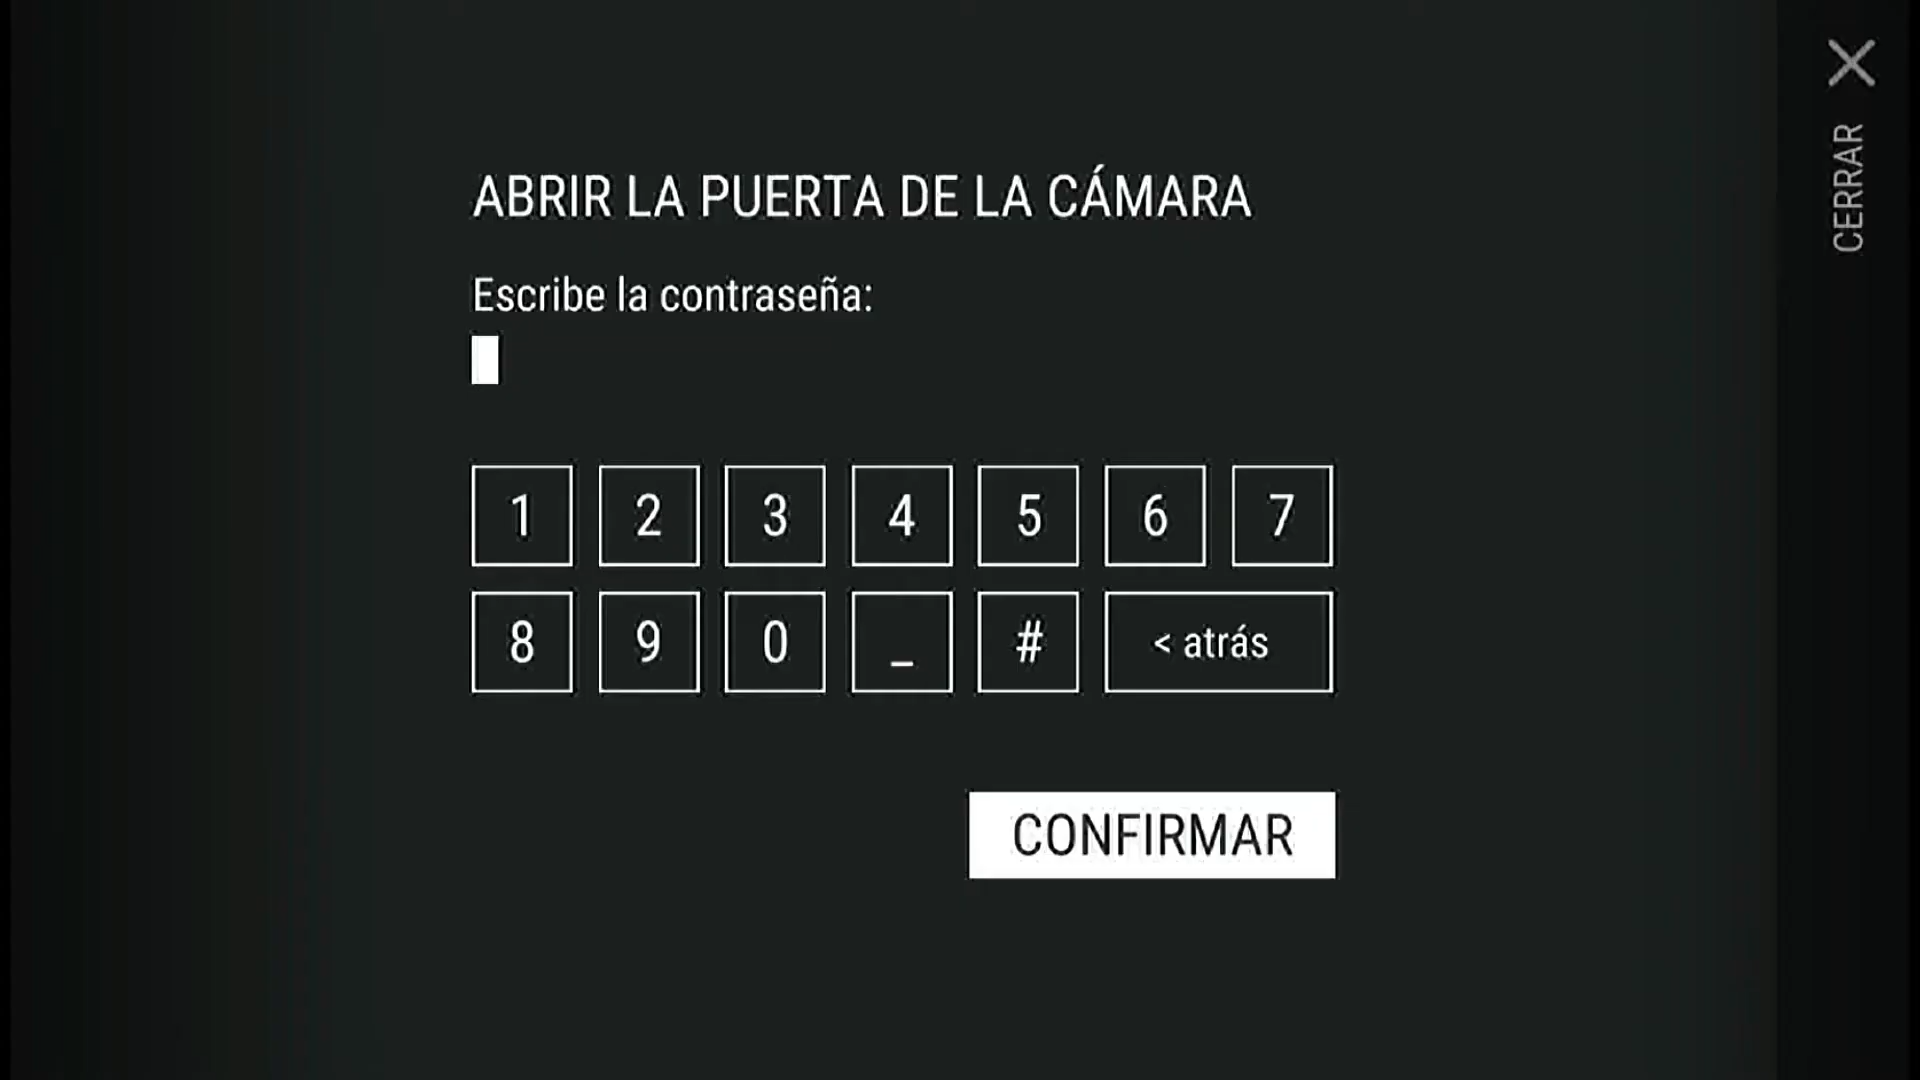 ABRIR LA PUERTA DE LA CÁMARA
Escribe la contraseña:
1 2 3 4 5 6 7
8 9 0 _ # < atrás
CONFIRMAR
CERRAR